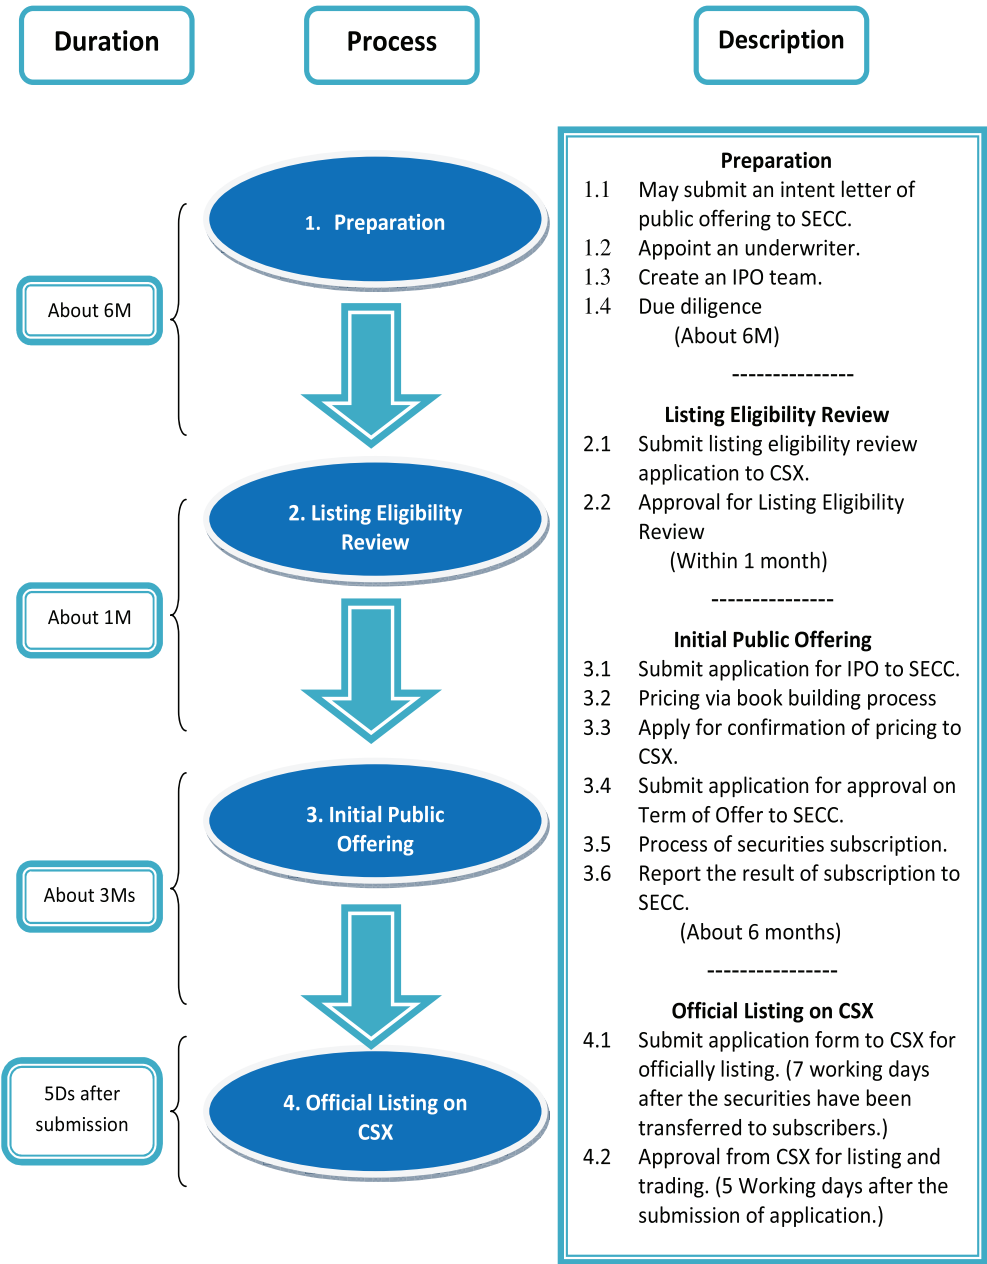 Duration
Process
Description
About 6M
About 1M
About 3Ms
5Ds after
submission
1. Preparation
2. Listing Eligibility
Review
3. Initial Public
Offering
4. Official Listing on
CSX
Preparation
1.1 May submit an intent letter of
public offering to SECC.
1.2 Appoint an underwriter.
1.3 Create an IPO team.
1.4 Due diligence
(About 6M)
---------------
Listing Eligibility Review
2.1 Submit listing eligibility review
application to CSX.
2.2 Approval for Listing Eligibility
Review
(Within 1 month)
---------------
Initial Public Offering
3.1 Submit application for IPO to SECC.
3.2 Pricing via book building process
3.3 Apply for confirmation of pricing to
CSX.
3.4 Submit application for approval on
Term of Offer to SECC.
3.5 Process of securities subscription.
3.6 Report the result of subscription to
SECC.
(About 6 months)
----------------
Official Listing on CSX
4.1 Submit application form to CSX for
officially listing. (7 working days
after the securities have been
transferred to subscribers.)
4.2 Approval from CSX for listing and
trading. (5 Working days after the
submission of application.)